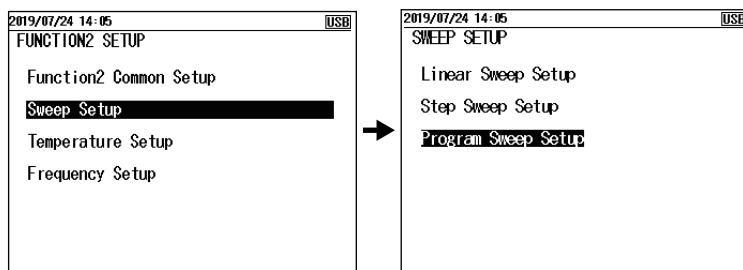 2019/07/24 14:05 USB
FUNCTION2 SETUP
Function2 Common Setup
Sweep Setup
Temperature Setup
Frequency Setup
2019/07/24 14:05 USB
SWEEP SETUP
Linear Sweep Setup
Step Sweep Setup
Program Sweep Setup